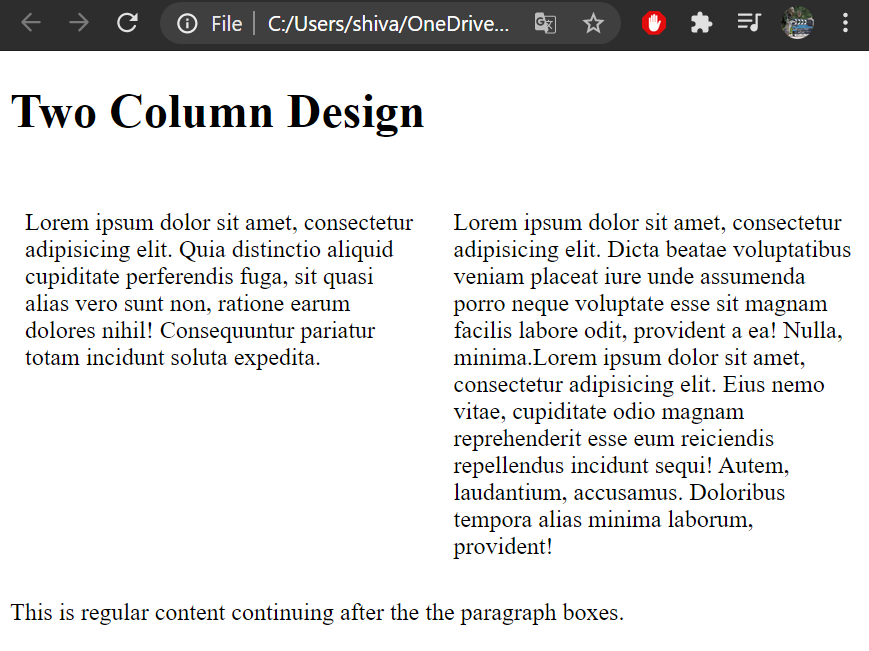 File
C:/Users/shiva/OneDrive...
Two Column Design
Lorem ipsum dolor sit amet, consectetur
adipisicing elit. Quia distinctio aliquid
cupiditate perferendis fuga, sit quasi
alias vero sunt non, ratione earum
dolores nihil! Consequuntur pariatur
totam incidunt soluta expedita.
Lorem ipsum dolor sit amet, consectetur
adipisicing elit. Dicta beatae voluptatibus
veniam placeat iure unde assumenda
porro neque voluptate esse sit magnam
facilis labore odit, provident a ea! Nulla,
minima.Lorem ipsum dolor sit amet,
consectetur adipisicing elit. Eius nemo
vitae, cupiditate odio magnam
reprehenderit esse eum reiciendis
repellendus incidunt sequi! Autem,
laudantium, accusamus. Doloribus
tempora alias minima laborum,
provident!
This is regular content continuing after the the paragraph boxes.